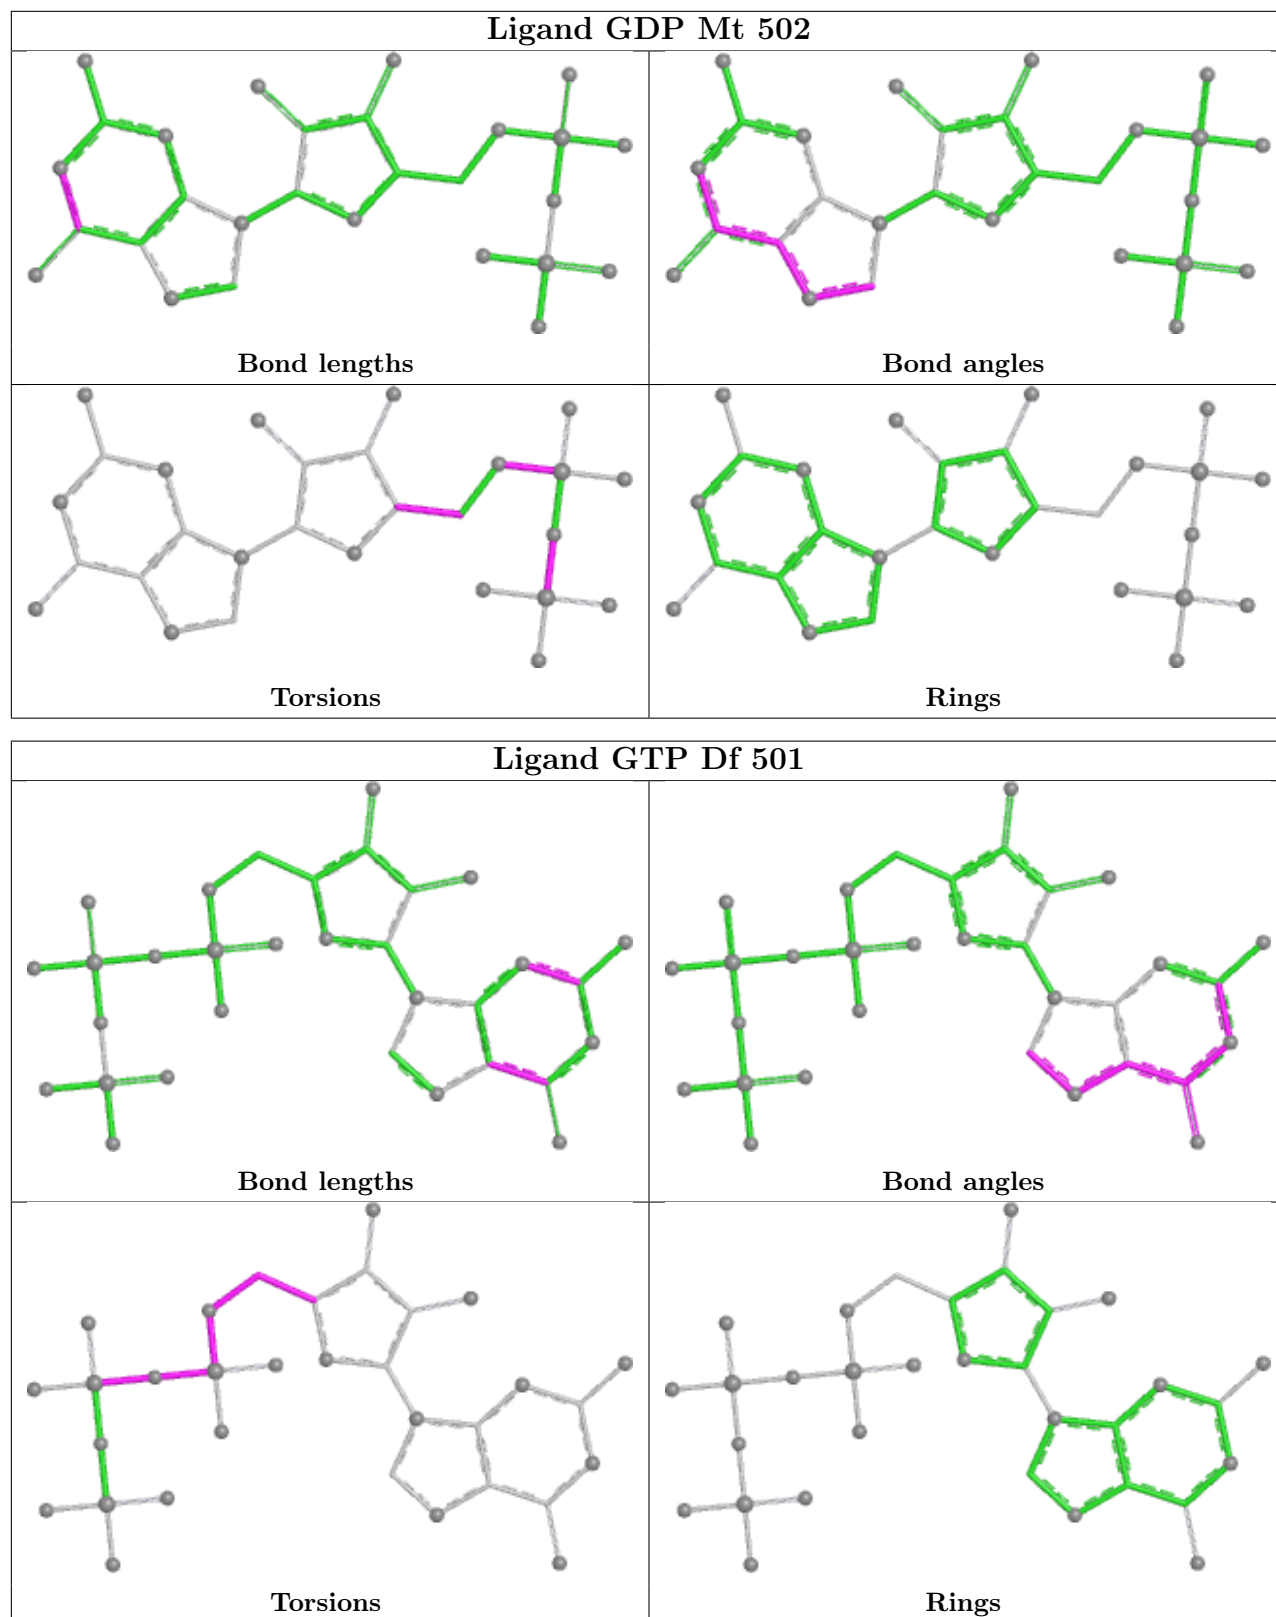 Ligand GDP Mt 502
Bond lengths
Bond angles
Torsions
Rings
Ligand GTP Df 501
Bond lengths
Bond angles
Torsions
Rings